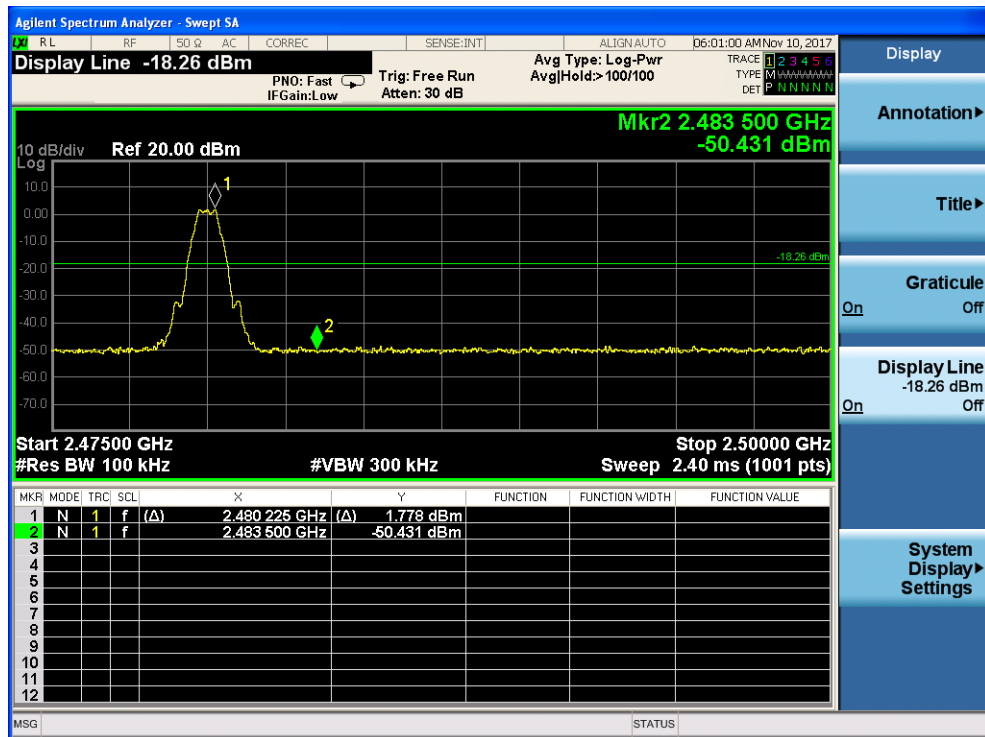 Agilent Spectrum Analyzer - Swept SA
LXI RL RF 50 Ω AC CORREC SENSE:INT ALIGN AUTO 06:01:00 AM Nov 10, 2017
Display Line -18.26 dBm
PNO: Fast
IFGain:Low
Trig: Free Run
Atten: 30 dB
Avg Type: Log-Pwr
Avg|Hold:>100/100
TRACE 1 2 3 4 5 6
TYPE M
DET P N N N N N
Mkr2 2.483 500 GHz
-50.431 dBm
10 dB/div Ref 20.00 dBm
Log
10.0
0.00
-10.0
-20.0
-30.0
-40.0
-50.0
-60.0
-70.0
1
-18.26 dBm
2
Start 2.47500 GHz Stop 2.50000 GHz
#Res BW 100 kHz #VBW 300 kHz Sweep 2.40 ms (1001 pts)
MKR MODE TRC SCL X Y FUNCTION FUNCTION WIDTH FUNCTION VALUE
1 N 1 f (Δ) 2.480 225 GHz (Δ) 1.778 dBm
2 N 1 f 2.483 500 GHz -50.431 dBm
3
4
5
6
7
8
9
10
11
12
MSG STATUS
Display
Annotation
Title
Graticule
On Off
Display Line
-18.26 dBm
On Off
System
Display
Settings